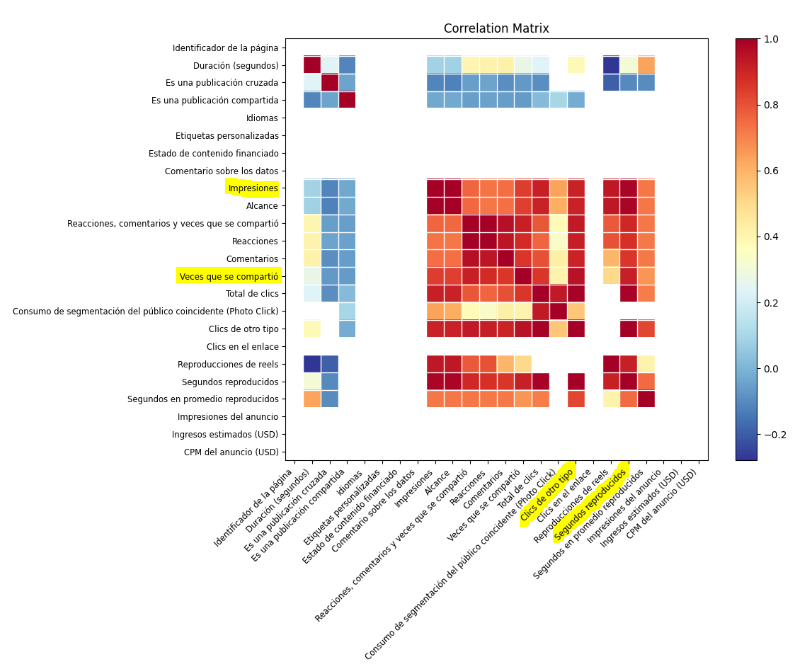 Correlation Matrix
Identificador de la página
Duración (segundos)
Es una publicación cruzada
Es una publicación compartida
Idiomas
Etiquetas personalizadas
Estado de contenido financiado
Comentario sobre los datos
Impresiones
Alcance
Reacciones, comentarios y veces que se compartió
Reacciones
Comentarios
Veces que se compartió
Total de clics
Consumo de segmentación del público coincidente (Photo Click)
Clics de otro tipo
Clics en el enlace
Reproducciones de reels
Segundos reproducidos
Segundos en promedio reproducidos
Impresiones del anuncio
Ingresos estimados (USD)
CPM del anuncio (USD)
Identificador de la página
Duración (segundos)
Es una publicación cruzada
Es una publicación compartida
Idiomas
Etiquetas personalizadas
Estado de contenido financiado
Comentario sobre los datos
Impresiones
Alcance
Reacciones, comentarios y veces que se compartió
Reacciones
Comentarios
Veces que se compartió
Total de clics
Consumo de segmentación del público coincidente (Photo Click)
Clics de otro tipo
Clics en el enlace
Reproducciones de reels
Segundos reproducidos
Segundos en promedio reproducidos
Impresiones del anuncio
Ingresos estimados (USD)
CPM del anuncio (USD)
1.0
0.8
0.6
0.4
0.2
0.0
−0.2